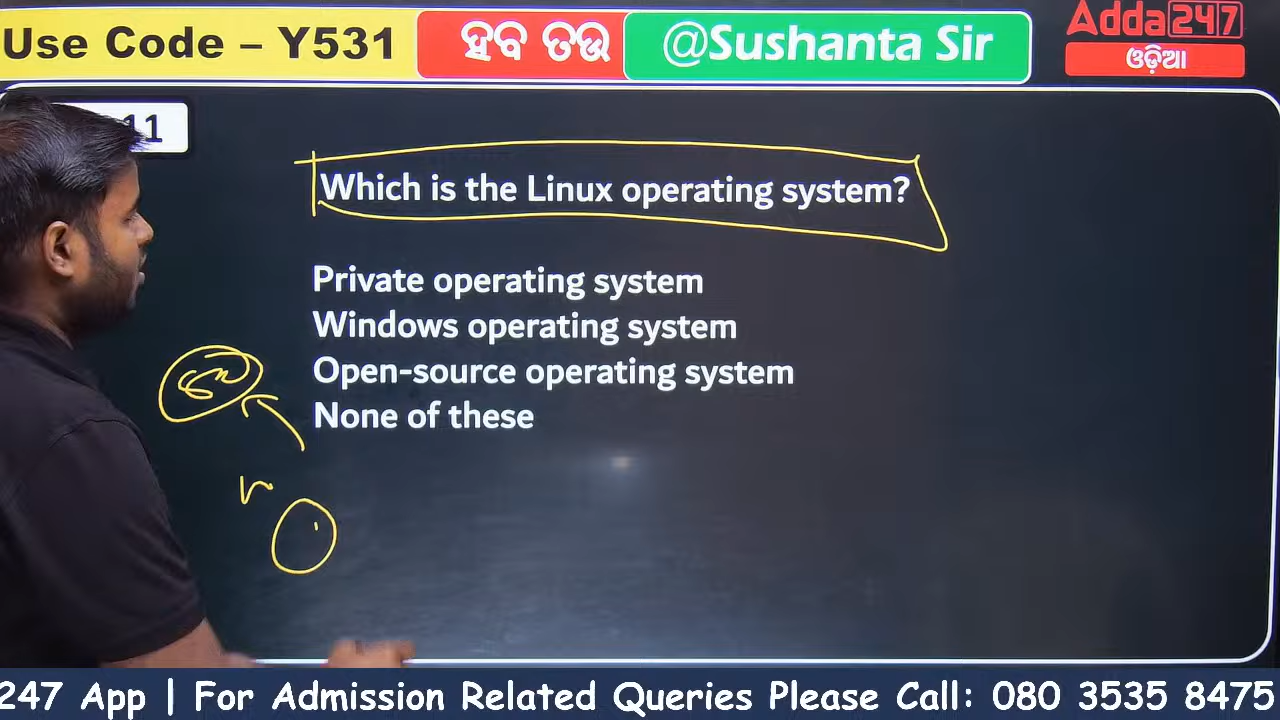 Use Code – Y531
ହବ ତଉ
@Sushanta Sir
Adda247
ଓଡ଼ିଆ
11
Which is the Linux operating system?
Private operating system
Windows operating system
Open-source operating system
None of these
247 App | For Admission Related Queries Please Call: 080 3535 8475